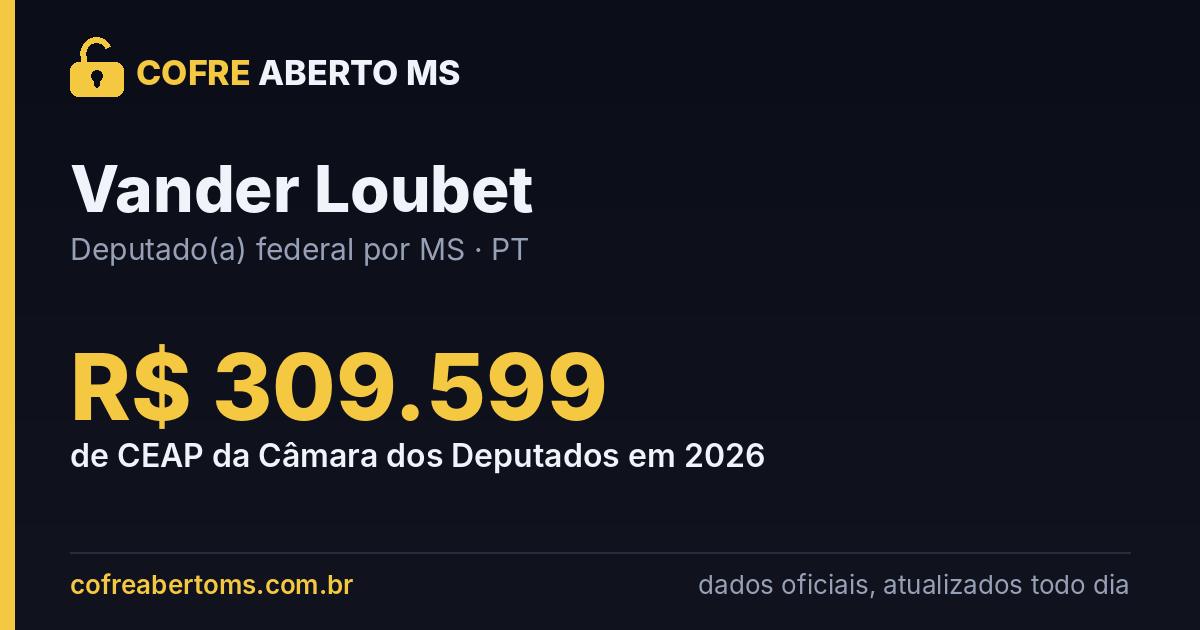 COFRE ABERTO MS
Vander Loubet
Deputado(a) federal por MS · PT
R$ 309.599
de CEAP da Câmara dos Deputados em 2026
cofreabertoms.com.br
dados oficiais, atualizados todo dia